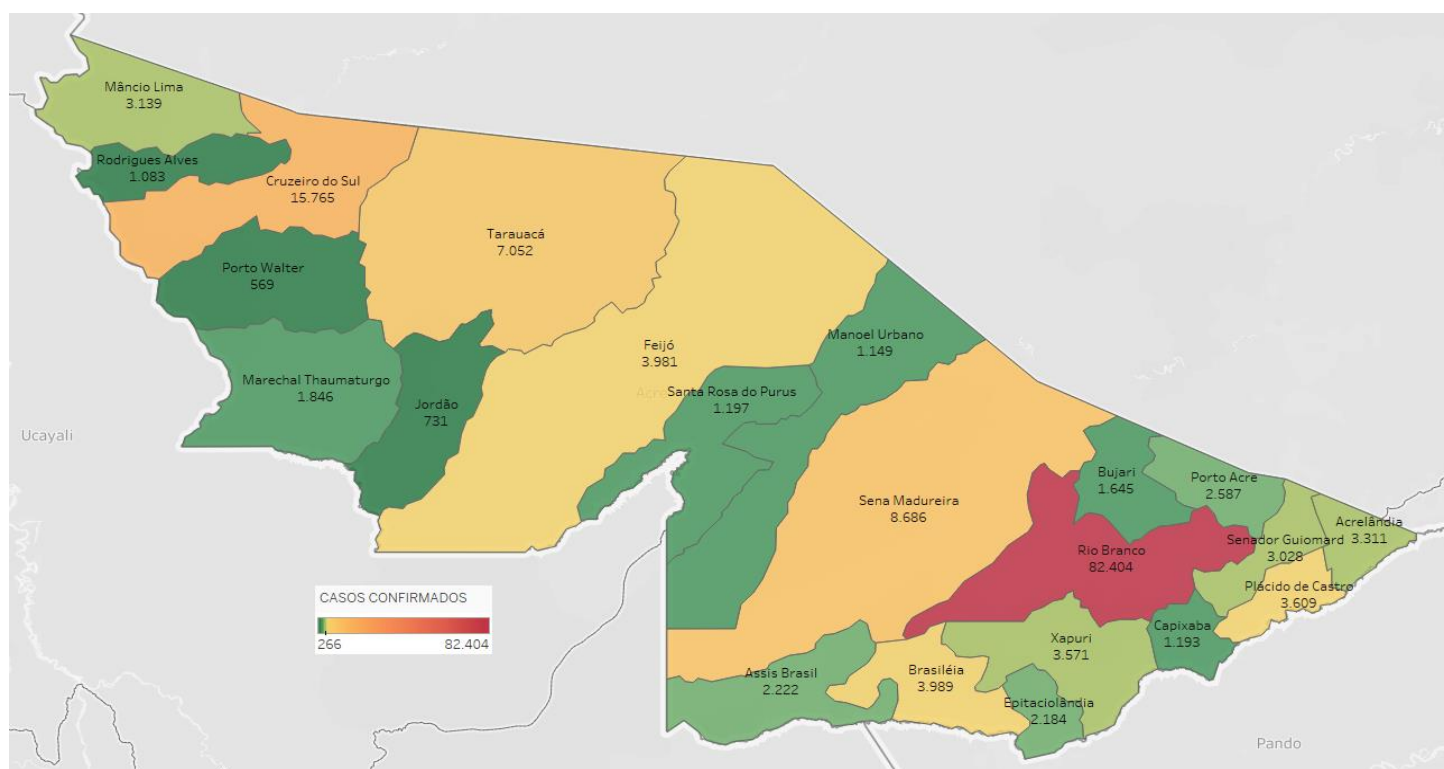 Mâncio Lima
3.139
Rodrigues Alves
1.083
Cruzeiro do Sul
15.765
Tarauacá
7.052
Porto Walter
569
Feijó
3.981
Acre
Manoel Urbano
1.149
Marechal Thaumaturgo
1.846
Jordão
731
Santa Rosa do Purus
1.197
Ucayali
Sena Madureira
8.686
Bujari
1.645
Porto Acre
2.587
Acrelândia
3.311
Senador Guiomard
3.028
Rio Branco
82.404
Plácido de Castro
3.609
CASOS CONFIRMADOS
266 82.404
Capixaba
1.193
Xapuri
3.571
Assis Brasil
2.222
Brasiléia
3.989
Epitaciolândia
2.184
Pando